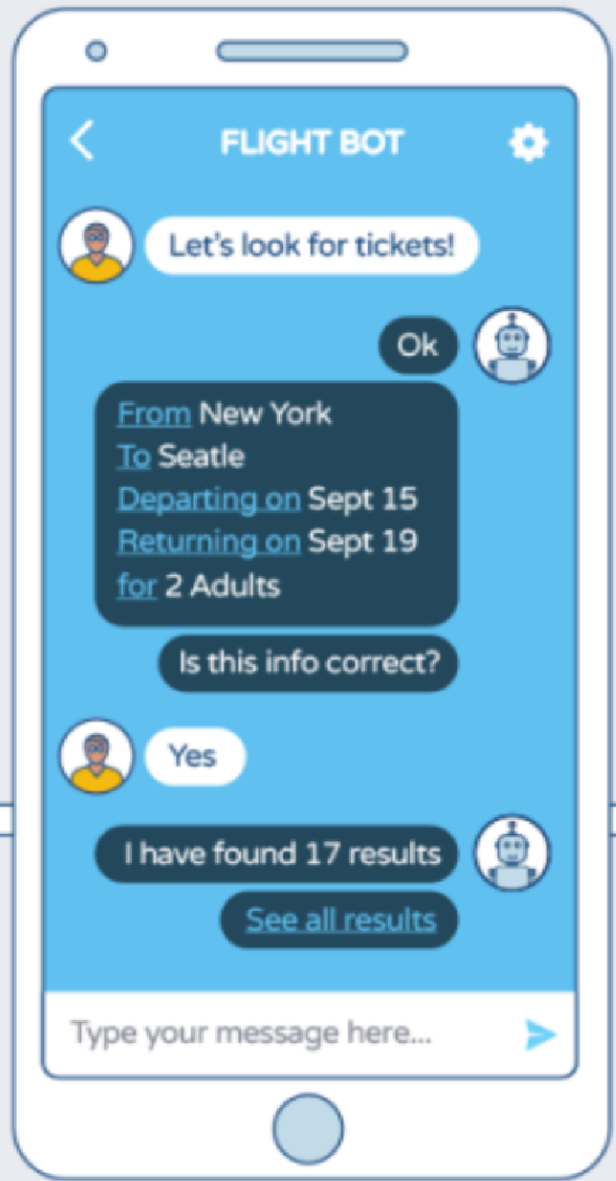 FLIGHT BOT
Let's look for tickets!
Ok
From New York
To Seatle
Departing on Sept 15
Returning on Sept 19
for 2 Adults
Is this info correct?
Yes
I have found 17 results
See all results
Type your message here...